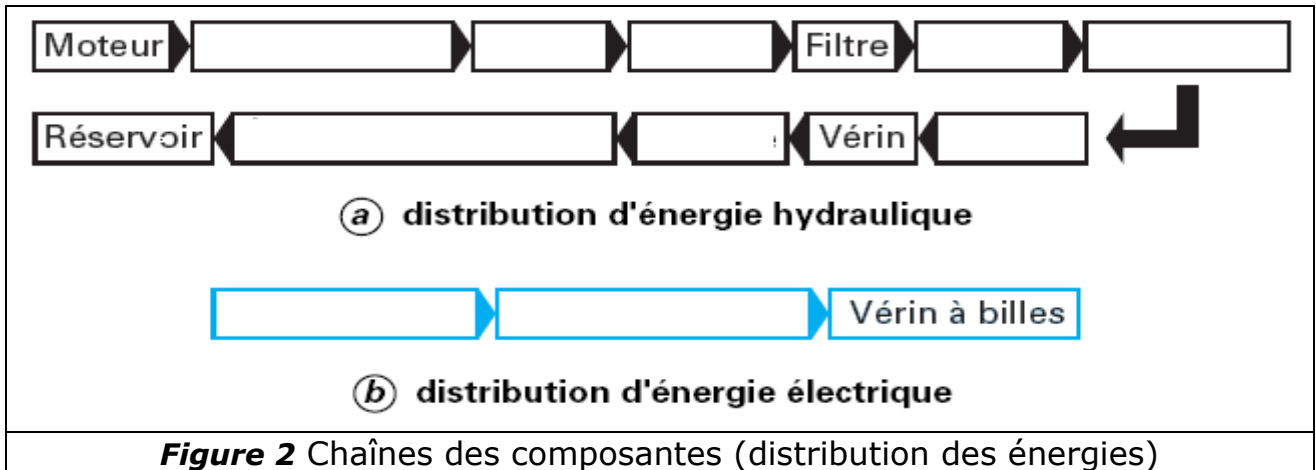 Moteur Filtre
Réservoir Vérin
a distribution d'énergie hydraulique
Vérin à billes
b distribution d'énergie électrique
Figure 2 Chaînes des composantes (distribution des énergies)